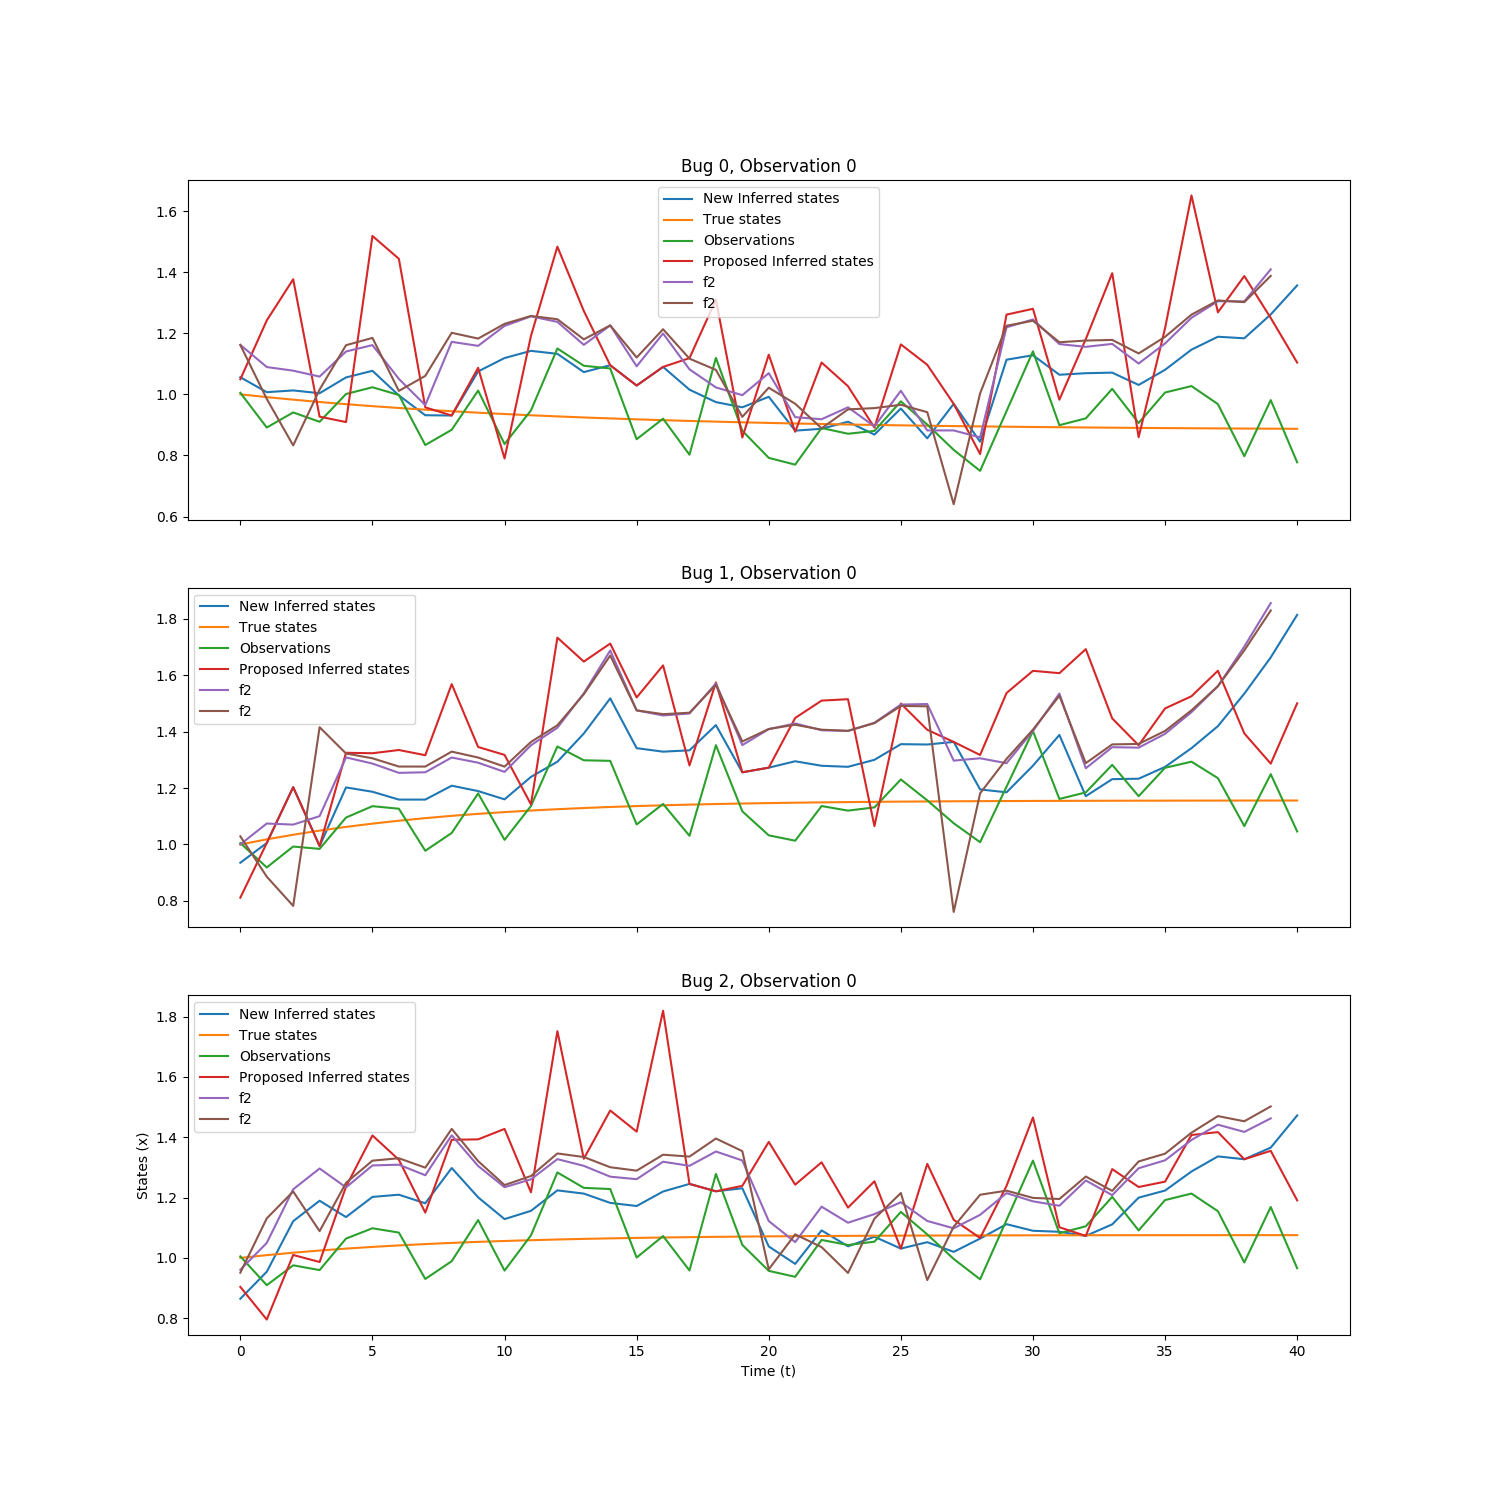 Bug 0, Observation 0
1.6
1.4
1.2
1.0
0.8
0.6
New Inferred states
True states
Observations
Proposed Inferred states
f2
f2
Bug 1, Observation 0
1.8
1.6
1.4
1.2
1.0
0.8
New Inferred states
True states
Observations
Proposed Inferred states
f2
f2
Bug 2, Observation 0
States (x)
1.8
1.6
1.4
1.2
1.0
0.8
New Inferred states
True states
Observations
Proposed Inferred states
f2
f2
0 5 10 15 20 25 30 35 40
Time (t)